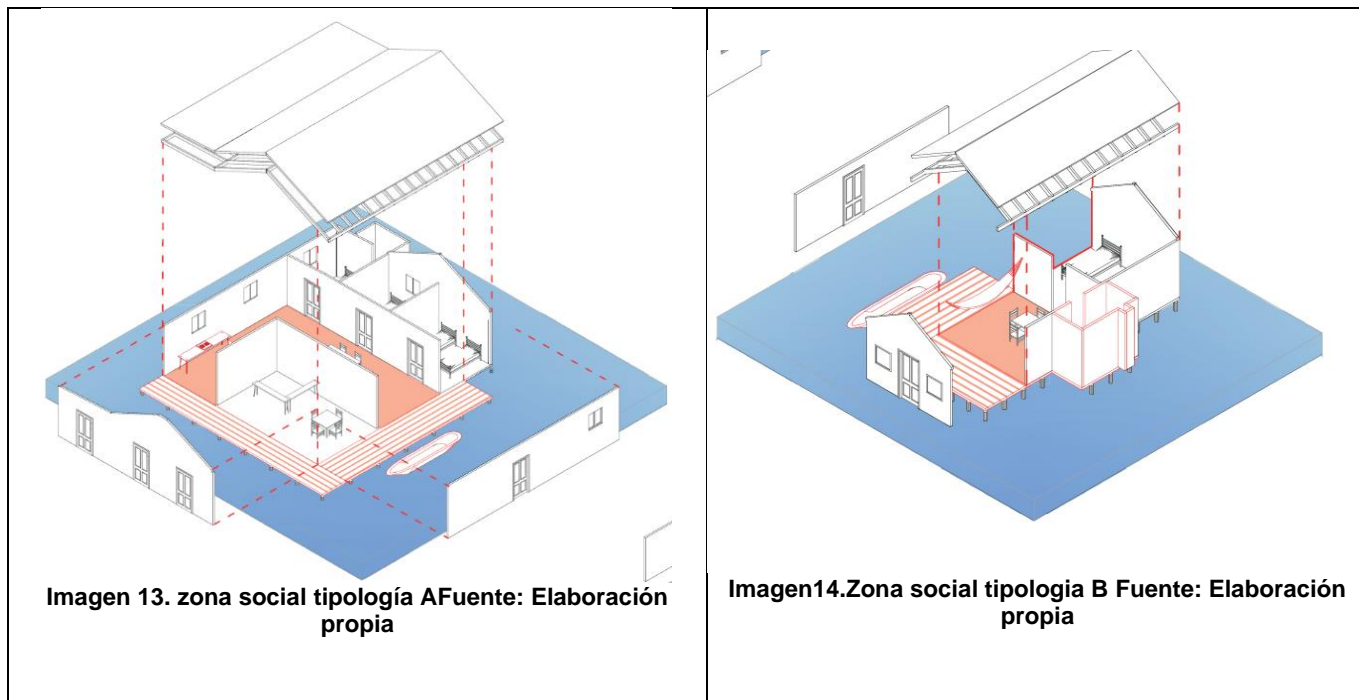 Imagen 13. zona social tipología AFuente: Elaboración
propia
Imagen14.Zona social tipologia B Fuente: Elaboración
propia